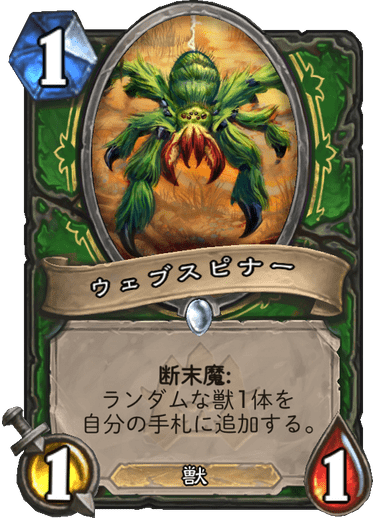 1
ウェブスピナー
断末魔:
ランダムな獣1体を
自分の手札に追加する。
1
獣
1